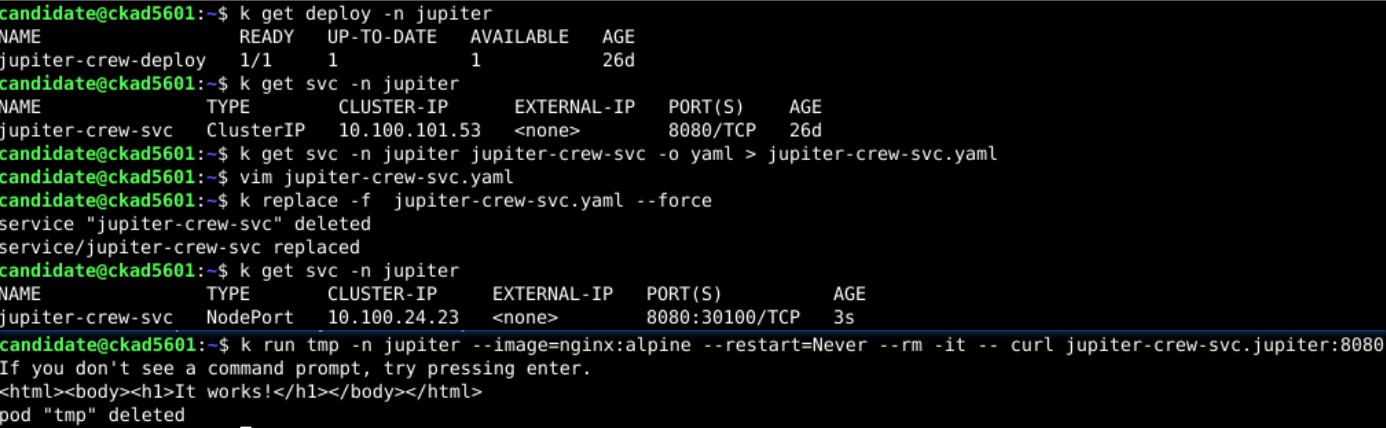 candidate@ckad5601:~$ k get deploy -n jupiter
NAME                  READY   UP-TO-DATE   AVAILABLE   AGE
jupiter-crew-deploy   1/1     1            1           26d
candidate@ckad5601:~$ k get svc -n jupiter
NAME               TYPE        CLUSTER-IP      EXTERNAL-IP   PORT(S)    AGE
jupiter-crew-svc   ClusterIP   10.100.101.53   <none>        8080/TCP   26d
candidate@ckad5601:~$ k get svc -n jupiter jupiter-crew-svc -o yaml > jupiter-crew-svc.yaml
candidate@ckad5601:~$ vim jupiter-crew-svc.yaml
candidate@ckad5601:~$ k replace -f  jupiter-crew-svc.yaml --force
service "jupiter-crew-svc" deleted
service/jupiter-crew-svc replaced
candidate@ckad5601:~$ k get svc -n jupiter
NAME               TYPE       CLUSTER-IP     EXTERNAL-IP   PORT(S)          AGE
jupiter-crew-svc   NodePort   10.100.24.23   <none>        8080:30100/TCP   3s
candidate@ckad5601:~$ k run tmp -n jupiter --image=nginx:alpine --restart=Never --rm -it -- curl jupiter-crew-svc.jupiter:8080
If you don't see a command prompt, try pressing enter.
<html><body><h1>It works!</h1></body></html>
pod "tmp" deleted